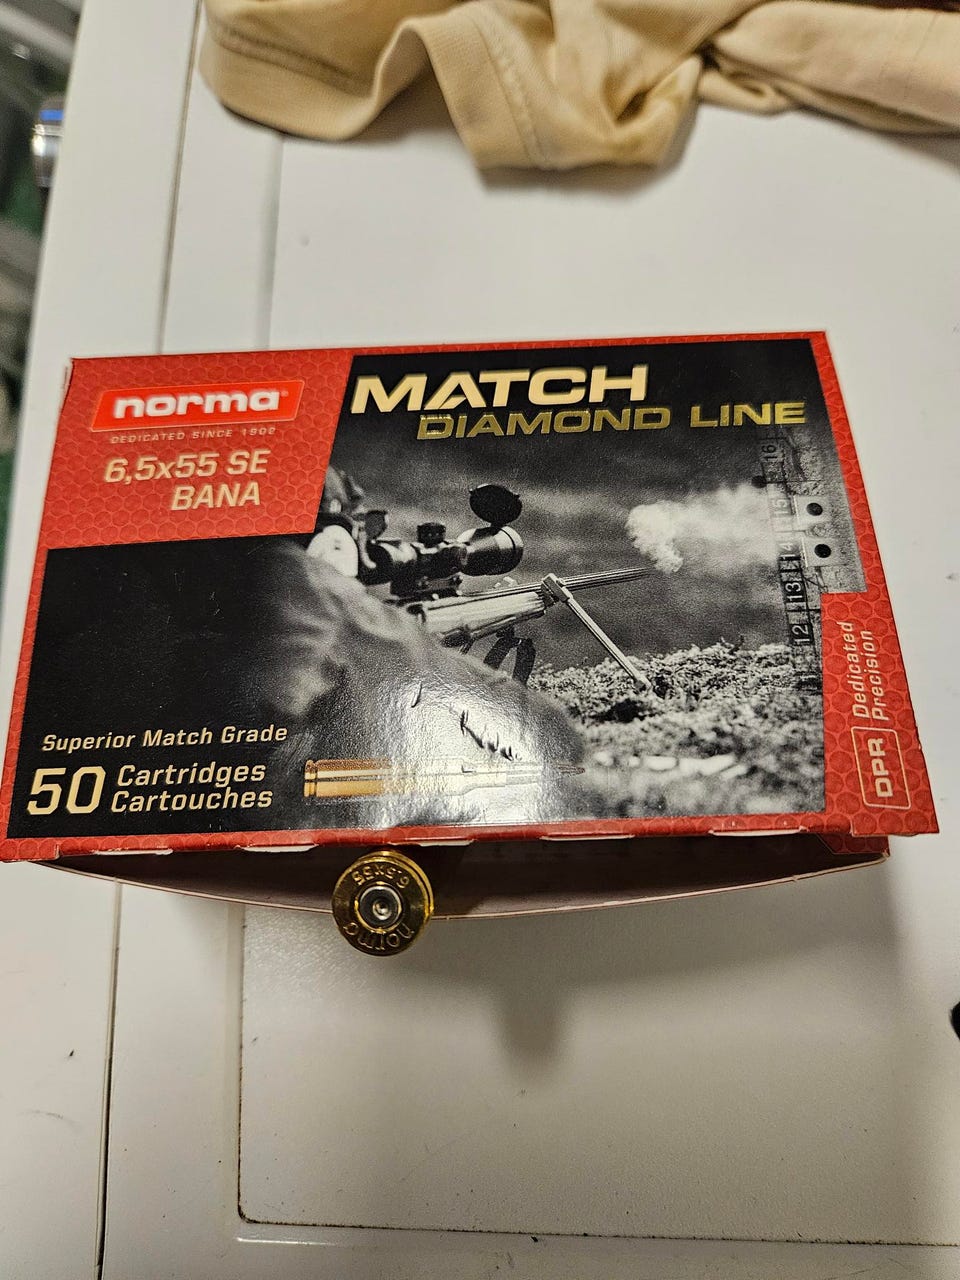 norma
DEDICATED SINCE 1902
6,5x55 SE
BANA
MATCH
DIAMOND LINE
16
15
14
13
12
Dedicated
Precision
DPR
Superior Match Grade
50 Cartridges
Cartouches
6.5x55
norma